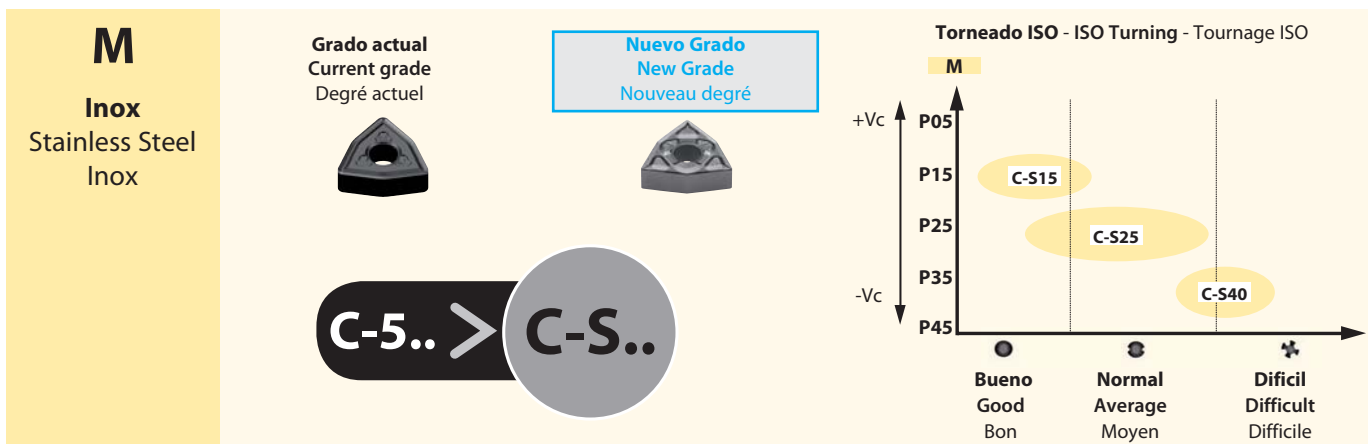 M
Inox
Stainless Steel
Inox
Grado actual
Current grade
Degré actuel
Nuevo Grado
New Grade
Nouveau degré
C-5.. > C-S..
Torneado ISO - ISO Turning - Tournage ISO
M
+Vc
-Vc
P05
P15
P25
P35
P45
C-S15
C-S25
C-S40
Bueno
Good
Bon
Normal
Average
Moyen
Dificil
Difficult
Difficile